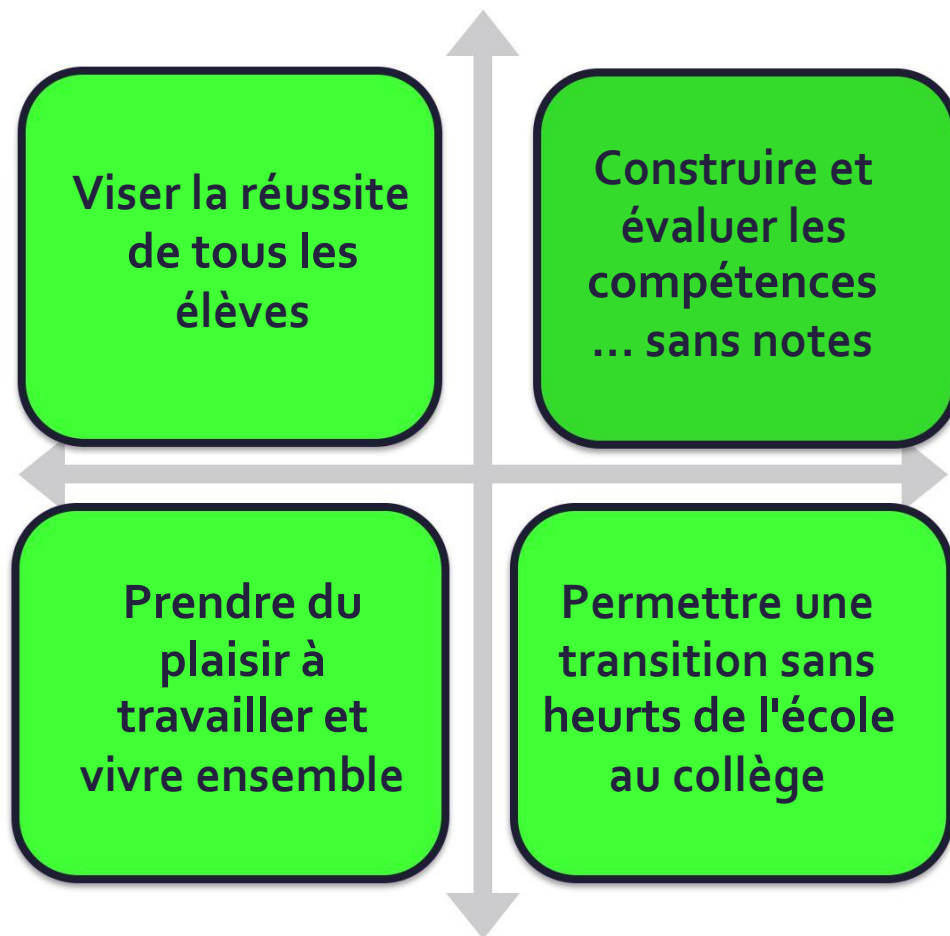 Viser la réussite
de tous les
élèves
Construire et
évaluer les
compétences
... sans notes
Prendre du
plaisir à
travailler et
vivre ensemble
Permettre une
transition sans
heurts de l'école
au collège